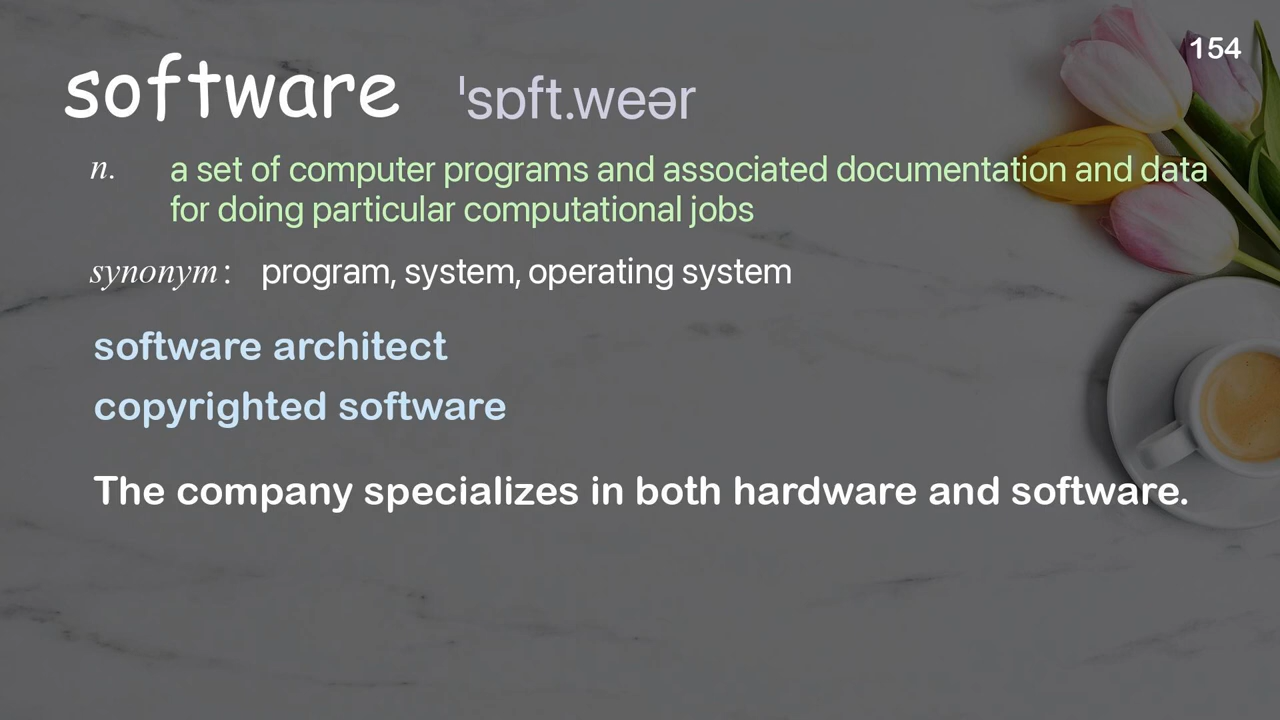 154
software ˈsɒft.weər
n. a set of computer programs and associated documentation and data
for doing particular computational jobs
synonym: program, system, operating system
software architect
copyrighted software
The company specializes in both hardware and software.